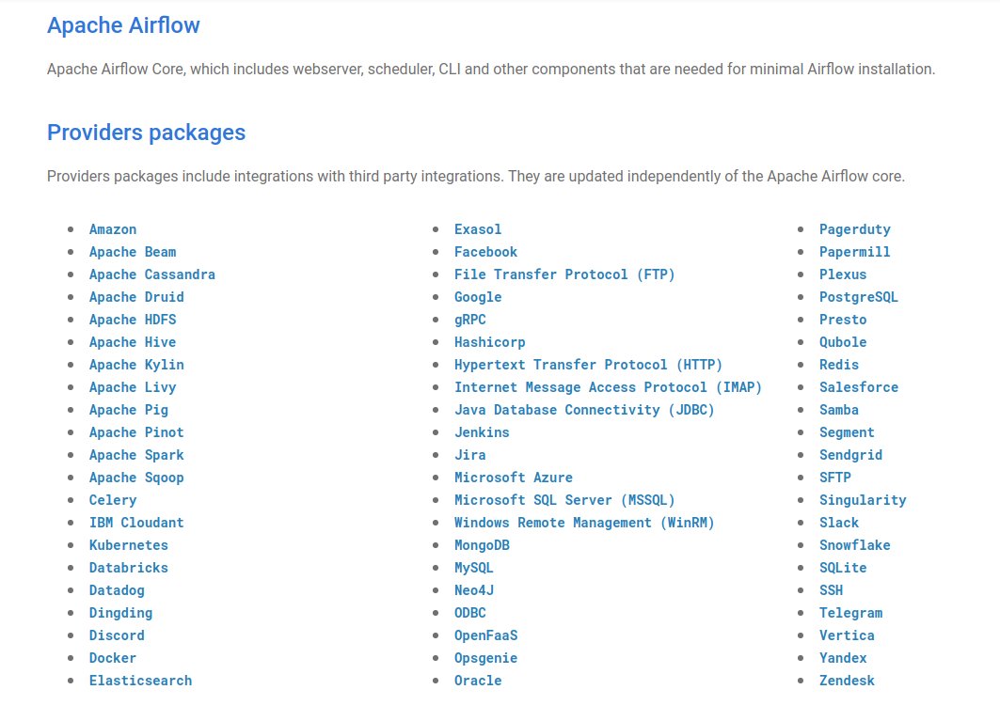 Apache Airflow
Apache Airflow Core, which includes webserver, scheduler, CLI and other components that are needed for minimal Airflow installation.
Providers packages
Providers packages include integrations with third party integrations. They are updated independently of the Apache Airflow core.
Amazon
Apache Beam
Apache Cassandra
Apache Druid
Apache HDFS
Apache Hive
Apache Kylin
Apache Livy
Apache Pig
Apache Pinot
Apache Spark
Apache Sqoop
Celery
IBM Cloudant
Kubernetes
Databricks
Datadog
Dingding
Discord
Docker
Elasticsearch
Exasol
Facebook
File Transfer Protocol (FTP)
Google
gRPC
Hashicorp
Hypertext Transfer Protocol (HTTP)
Internet Message Access Protocol (IMAP)
Java Database Connectivity (JDBC)
Jenkins
Jira
Microsoft Azure
Microsoft SQL Server (MSSQL)
Windows Remote Management (WinRM)
MongoDB
MySQL
Neo4J
ODBC
OpenFaaS
Opsgenie
Oracle
Pagerduty
Papermill
Plexus
PostgreSQL
Presto
Qubole
Redis
Salesforce
Samba
Segment
Sendgrid
SFTP
Singularity
Slack
Snowflake
SQLite
SSH
Telegram
Vertica
Yandex
Zendesk